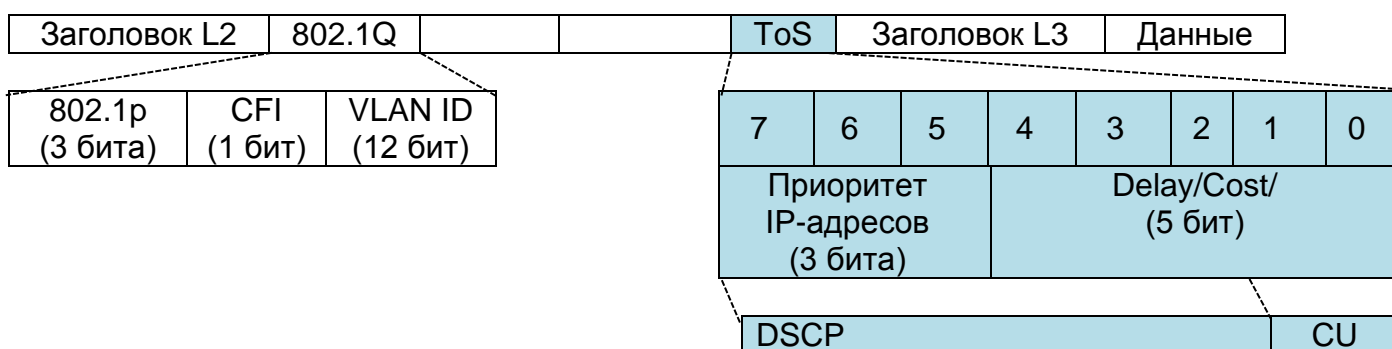 Заголовок L2 802.1Q ToS Заголовок L3 Данные
802.1p CFI VLAN ID
(3 бита) (1 бит) (12 бит)
7 6 5 4 3 2 1 0
Приоритет Delay/Cost/
IP-адресов (5 бит)
(3 бита)
DSCP CU